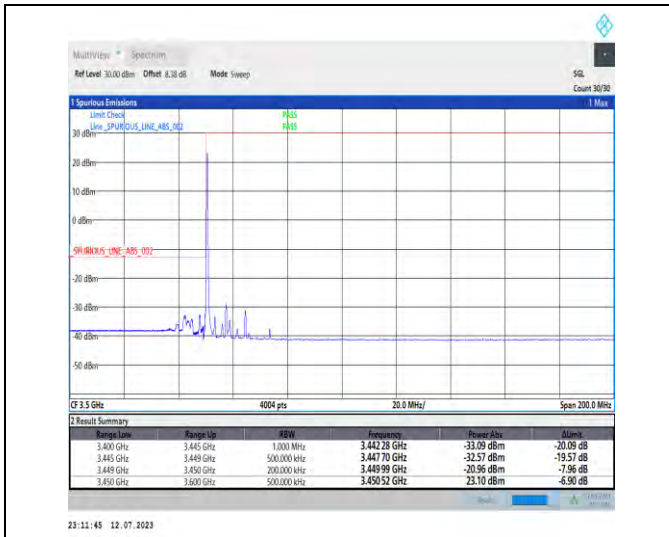 MultiView Spectrum
Ref Level 30.00 dBm Offset 8.38 dB Mode Sweep SGL
Count 30/30
1 Spurious Emissions 1 Max
Limit Check PASS
Line _SPURIOUS_LINE_ABS_002 PASS
30 dBm
20 dBm
10 dBm
0 dBm
_SPURIOUS_LINE_ABS_002
-20 dBm
-30 dBm
-40 dBm
-50 dBm
CF 3.5 GHz 4004 pts 20.0 MHz/ Span 200.0 MHz
2 Result Summary
Range Low Range Up RBW Frequency Power Abs ΔLimit
3.400 GHz 3.445 GHz 1.000 MHz 3.442 28 GHz -33.09 dBm -20.09 dB
3.445 GHz 3.449 GHz 500.000 kHz 3.447 70 GHz -32.57 dBm -19.57 dB
3.449 GHz 3.450 GHz 200.000 kHz 3.449 99 GHz -20.96 dBm -7.96 dB
3.450 GHz 3.600 GHz 500.000 kHz 3.450 52 GHz 23.10 dBm -6.90 dB
Ready
23:11:45 12.07.2023